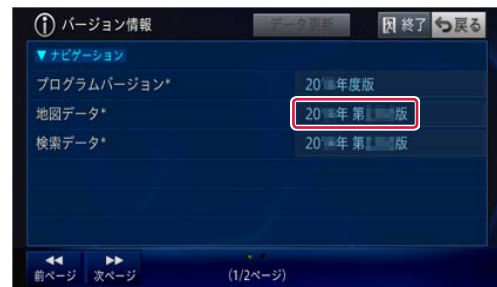 バージョン情報
データ更新
終了
戻る
▼ナビゲーション
プログラムバージョン*
20 年度版
地図データ*
20 年 第 版
検索データ*
20 年 第 版
前ページ
次ページ
(1/2ページ)